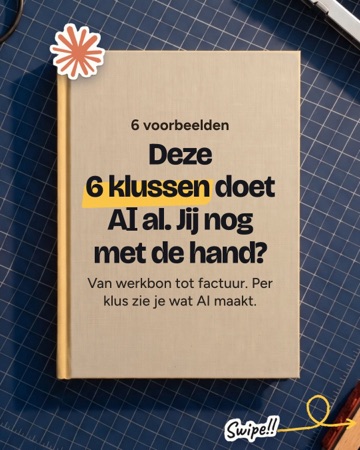 6 voorbeelden
Deze
6 klussen doet
AI al. Jij nog
met de hand?
Van werkbon tot factuur. Per
klus zie je wat AI maakt.
Swipe!!